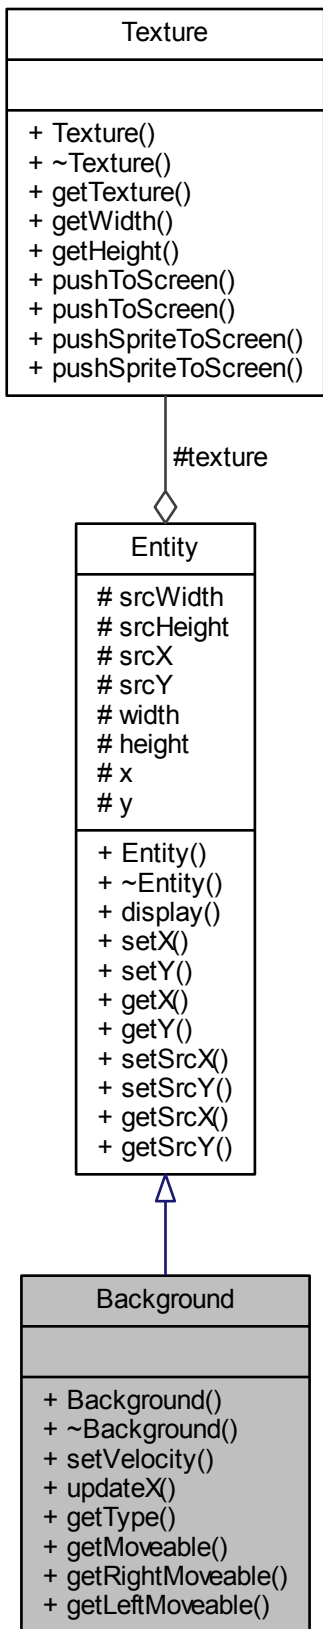 Texture
+ Texture()
+ ~Texture()
+ getTexture()
+ getWidth()
+ getHeight()
+ pushToScreen()
+ pushToScreen()
+ pushSpriteToScreen()
+ pushSpriteToScreen()
#texture
Entity
# srcWidth
# srcHeight
# srcX
# srcY
# width
# height
# x
# y
+ Entity()
+ ~Entity()
+ display()
+ setX()
+ setY()
+ getX()
+ getY()
+ setSrcX()
+ setSrcY()
+ getSrcX()
+ getSrcY()
Background
+ Background()
+ ~Background()
+ setVelocity()
+ updateX()
+ getType()
+ getMoveable()
+ getRightMoveable()
+ getLeftMoveable()